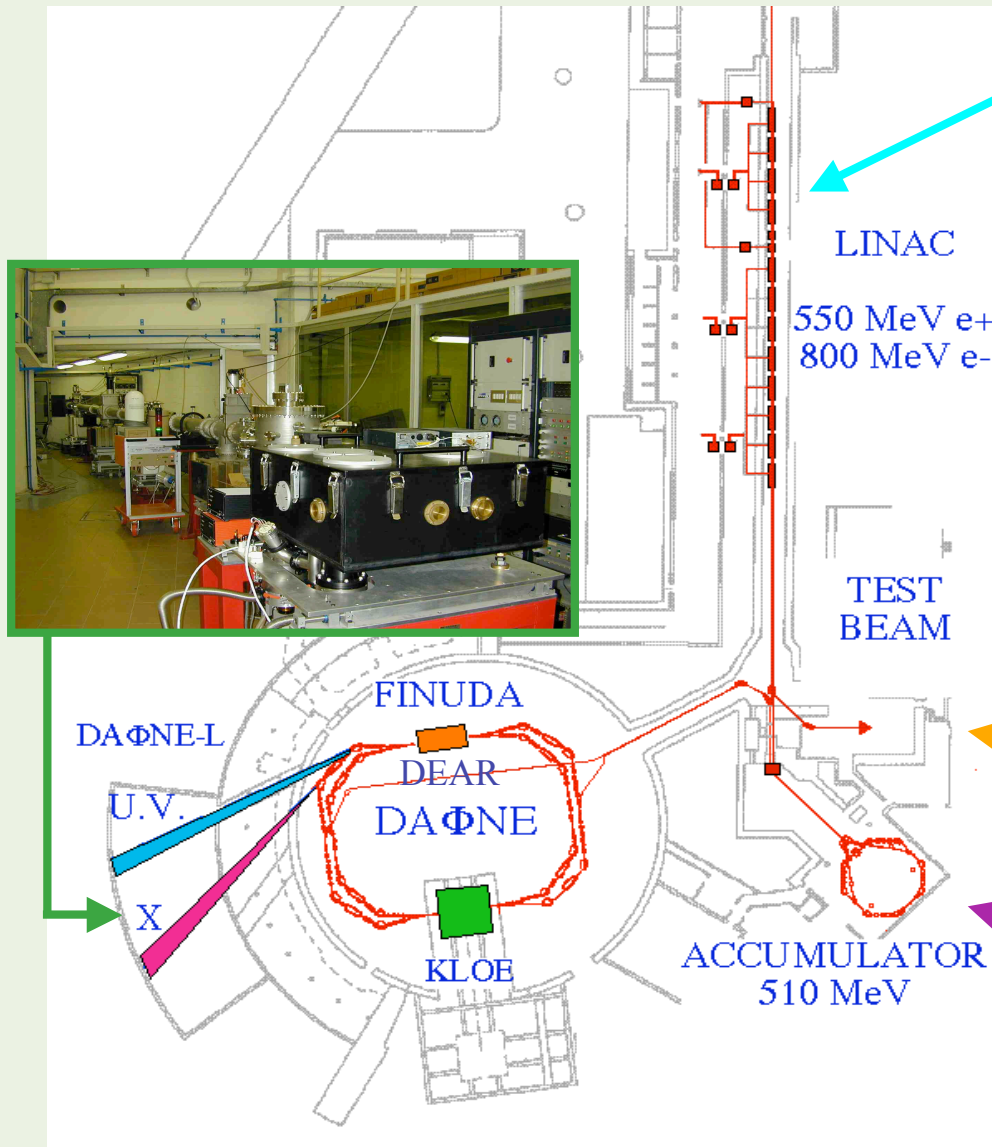 LINAC
550 MeV e+
800 MeV e-
TEST
BEAM
FINUDA
DAΦNE-L
DEAR
U.V.
DAΦNE
X
KLOE
ACCUMULATOR
510 MeV